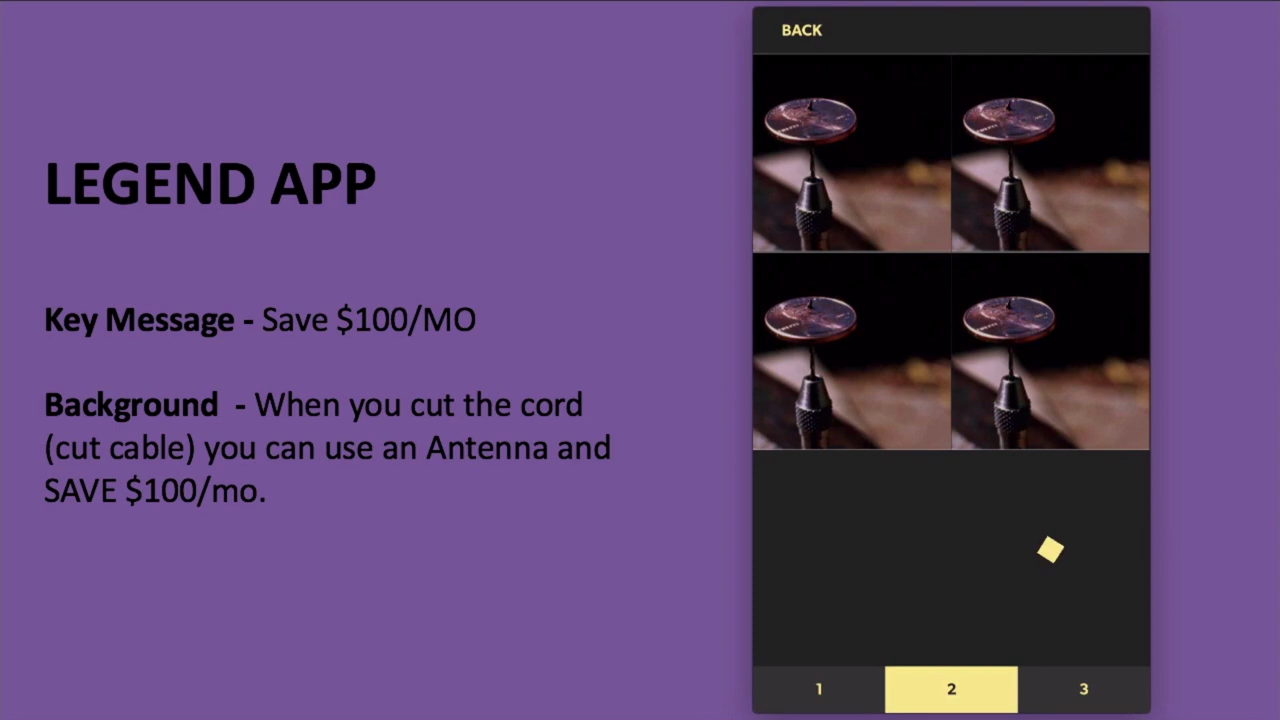 LEGEND APP
Key Message - Save $100/MO
Background - When you cut the cord
(cut cable) you can use an Antenna and
SAVE $100/mo.
BACK
1 2 3